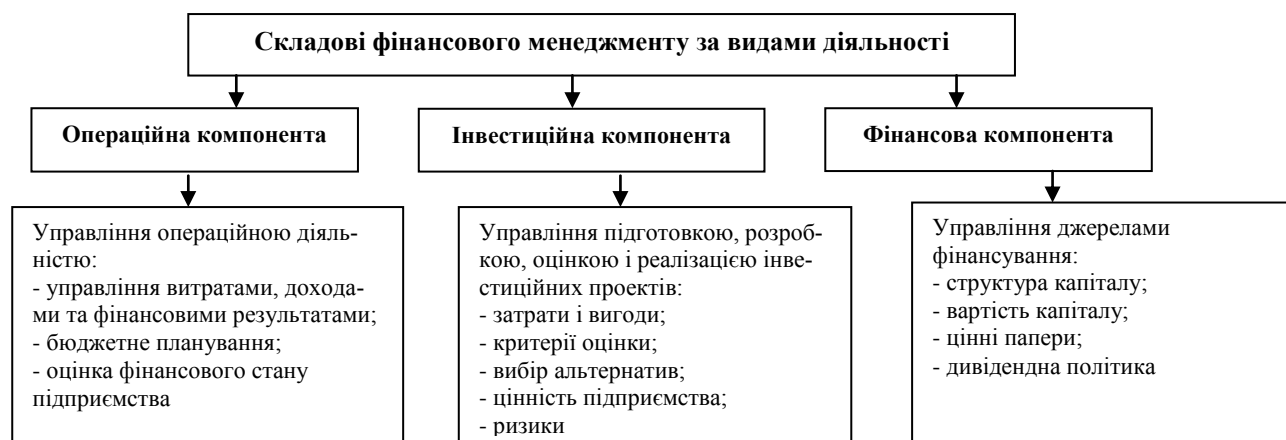 Складові фінансового менеджменту за видами діяльності
Операційна компонента
Інвестиційна компонента
Фінансова компонента
Управління операційною діяль-
ністю:
- управління витратами, дохода-
ми та фінансовими результатами;
- бюджетне планування;
- оцінка фінансового стану
підприємства
Управління підготовкою, розроб-
кою, оцінкою і реалізацією інве-
стиційних проектів:
- затрати і вигоди;
- критерії оцінки;
- вибір альтернатив;
- цінність підприємства;
- ризики
Управління джерелами
фінансування:
- структура капіталу;
- вартість капіталу;
- цінні папери;
- дивідендна політика